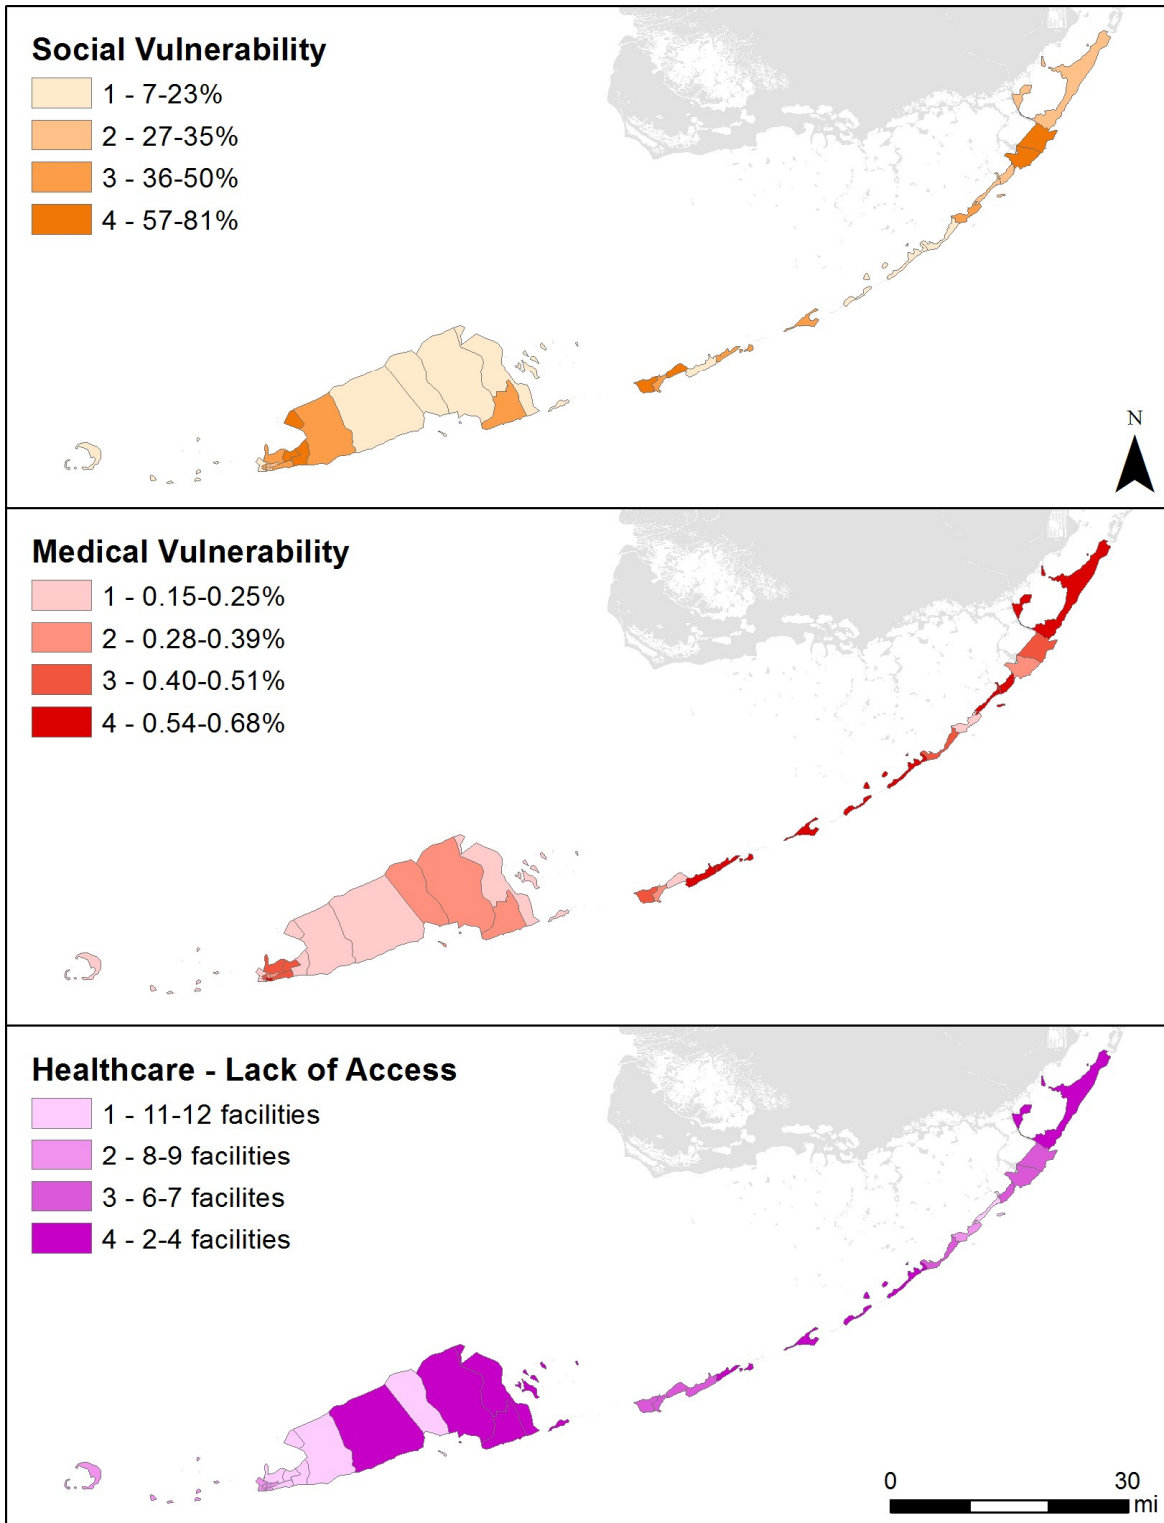 Social Vulnerability
1 - 7-23%
2 - 27-35%
3 - 36-50%
4 - 57-81%
N
Medical Vulnerability
1 - 0.15-0.25%
2 - 0.28-0.39%
3 - 0.40-0.51%
4 - 0.54-0.68%
Healthcare - Lack of Access
1 - 11-12 facilities
2 - 8-9 facilities
3 - 6-7 facilites
4 - 2-4 facilities
0 30
mi